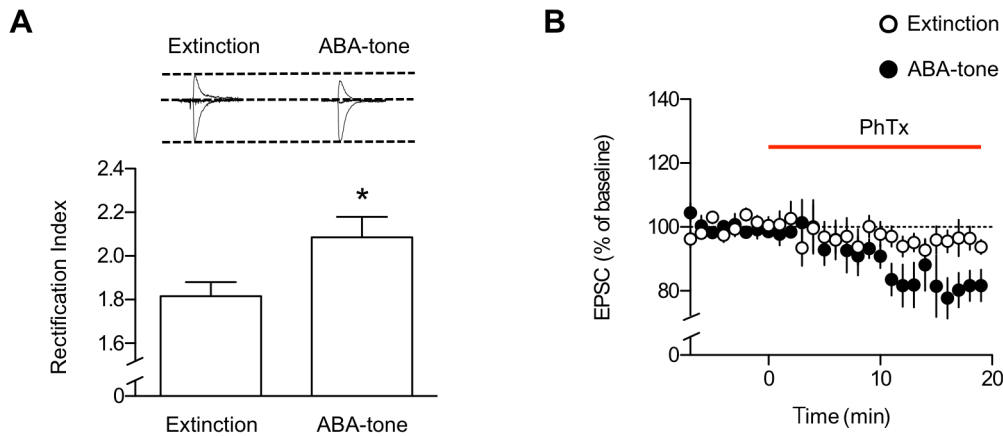 A
Extinction ABA-tone
2.4
2.2
2.0
1.8
1.6
0
Rectification Index
*
Extinction ABA-tone
B
Extinction
ABA-tone
140
120
100
80
0
EPSC (% of baseline)
PhTx
0 10 20
Time (min)